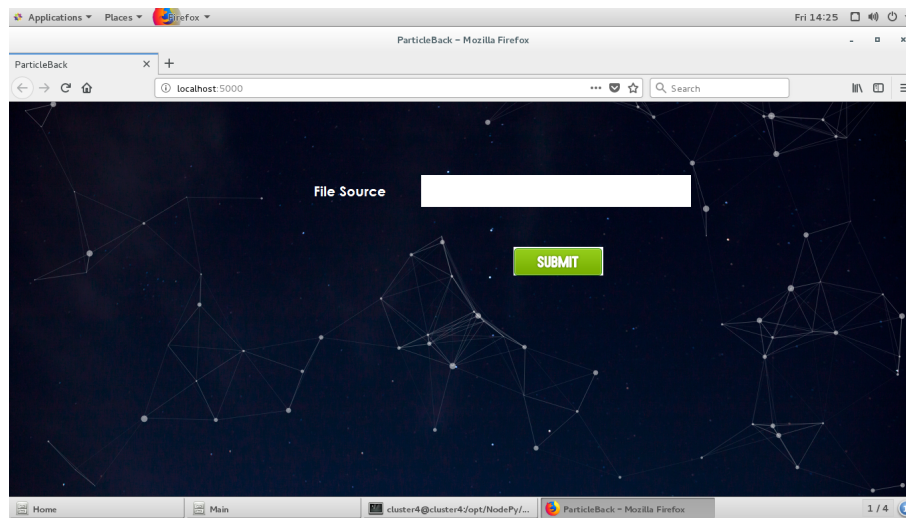 Applications Places Firefox Fri 14:25
ParticleBack - Mozilla Firefox
ParticleBack
localhost:5000 Search
File Source
SUBMIT
Home Main cluster4@cluster4:/opt/NodePy/... ParticleBack - Mozilla Firefox 1 / 4